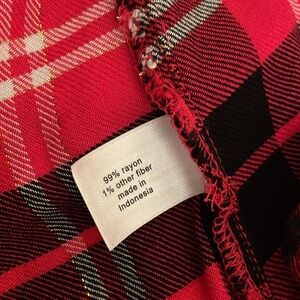 99% rayon
1% other fiber
made in
Indonesia